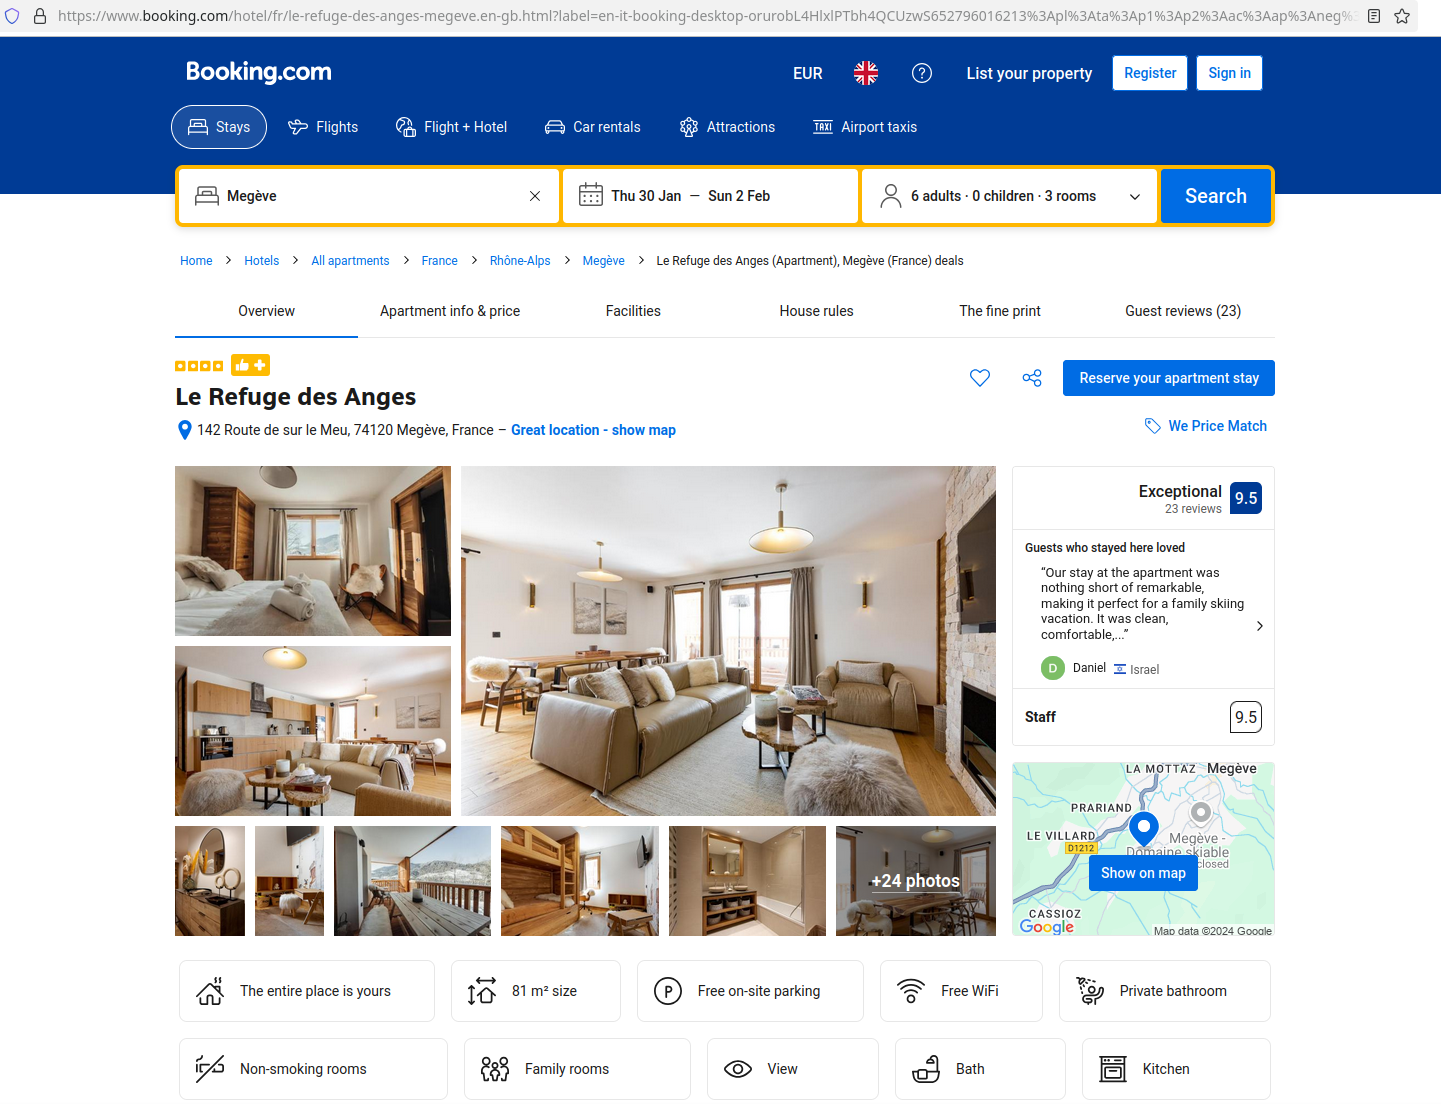 https://www.booking.com/hotel/fr/le-refuge-des-anges-megeve.en-gb.html?label=en-it-booking-desktop-orurobL4HlxlPTbh4QCUzwS652796016213%3Apl%3Ata%3Ap1%3Ap2%3Aac%3Aap%3Aneg%3
Booking.com
EUR
List your property
Register
Sign in
Stays
Flights
Flight + Hotel
Car rentals
Attractions
TAXI
Airport taxis
Megève
Thu 30 Jan — Sun 2 Feb
6 adults · 0 children · 3 rooms
Search
Home
Hotels
All apartments
France
Rhône-Alps
Megève
Le Refuge des Anges (Apartment), Megève (France) deals
Overview
Apartment info & price
Facilities
House rules
The fine print
Guest reviews (23)
Le Refuge des Anges
142 Route de sur le Meu, 74120 Megève, France – Great location - show map
Reserve your apartment stay
We Price Match
Exceptional
23 reviews
9.5
Guests who stayed here loved
“Our stay at the apartment was
nothing short of remarkable,
making it perfect for a family skiing
vacation. It was clean,
comfortable,...”
D
Daniel
Israel
Staff
9.5
LA MOTTAZ
Megève
PRARIAND
LE VILLARD
D1212
Megève -
Domaine skiable
closed
Show on map
CASSIOZ
Google
Map data ©2024 Google
+24 photos
The entire place is yours
81 m² size
P
Free on-site parking
Free WiFi
Private bathroom
Non-smoking rooms
Family rooms
View
Bath
Kitchen